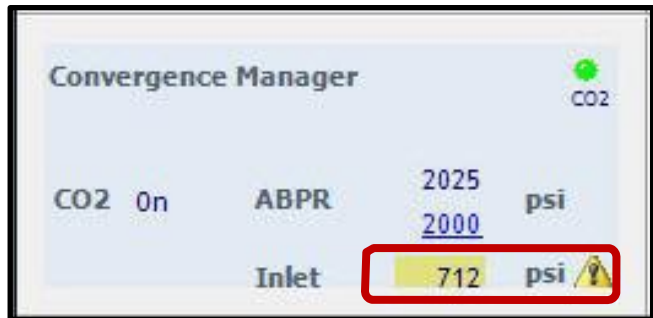 Convergence Manager
CO2
2025
CO2 On ABPR psi
2000
Inlet 712 psi